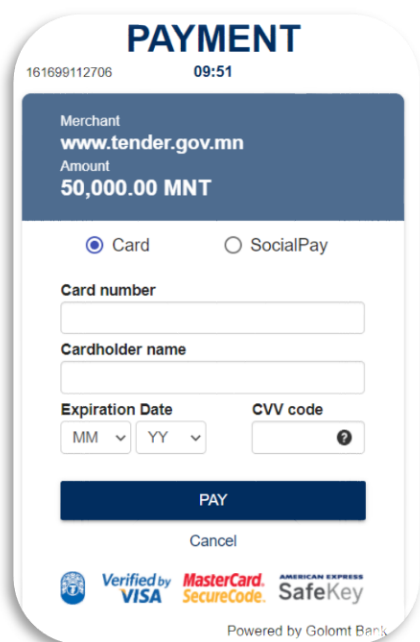 PAYMENT
161699112706 09:51
Merchant
www.tender.gov.mn
Amount
50,000.00 MNT
Card SocialPay
Card number
Cardholder name
Expiration Date CVV code
MM YY ?
PAY
Cancel
Verified by VISA MasterCard. SecureCode. AMERICAN EXPRESS SafeKey
Powered by Golomt Bank